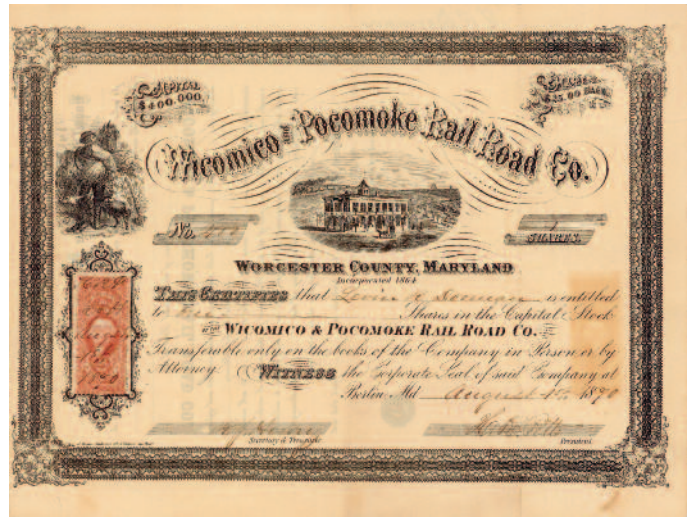 CAPITAL
$400.000.
SHARES
$25.00 EACH.
Wicomico and Pocomoke Rail Road Co.
No.
SHARES.
WORCESTER COUNTY, MARYLAND
Incorporated 1864
THIS CERTIFIES that Levin is entitled
to Shares in the Capital Stock
of the WICOMICO & POCOMOKE RAIL ROAD CO.
Transferable only on the books of the Company in Person or by
Attorney. WITNESS the Corporate Seal of said Company at
Berlin Md August 1870
Secretary & Treasurer
President.